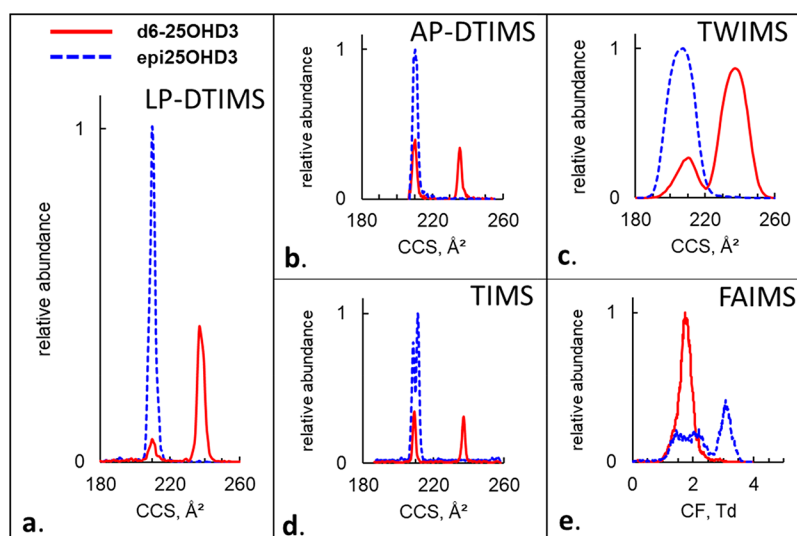 d6-25OHD3
epi25OHD3
LP-DTIMS
relative abundance
1
0
180 220 260
CCS, Å²
a.
AP-DTIMS
relative abundance
1
0
180 220 260
CCS, Å²
b.
TWIMS
relative abundance
1
0
180 220 260
CCS, Å²
c.
TIMS
relative abundance
1
0
180 220 260
CCS, Å²
d.
FAIMS
relative abundance
1
0
0 2 4
CF, Td
e.